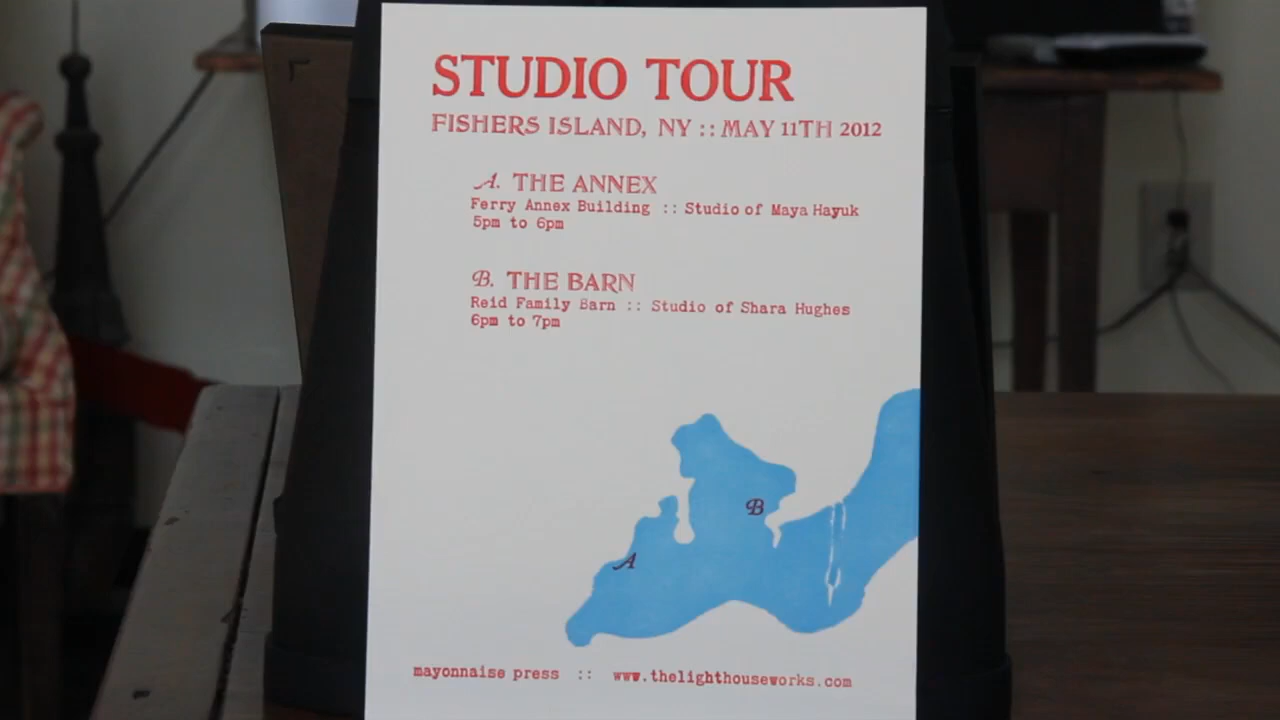 STUDIO TOUR
FISHERS ISLAND, NY :: MAY 11TH 2012
A. THE ANNEX
Ferry Annex Building :: Studio of Maya Hayuk
5pm to 6pm
B. THE BARN
Reid Family Barn :: Studio of Shara Hughes
6pm to 7pm
B
A
mayonnaise press :: www.thelighthouseworks.com